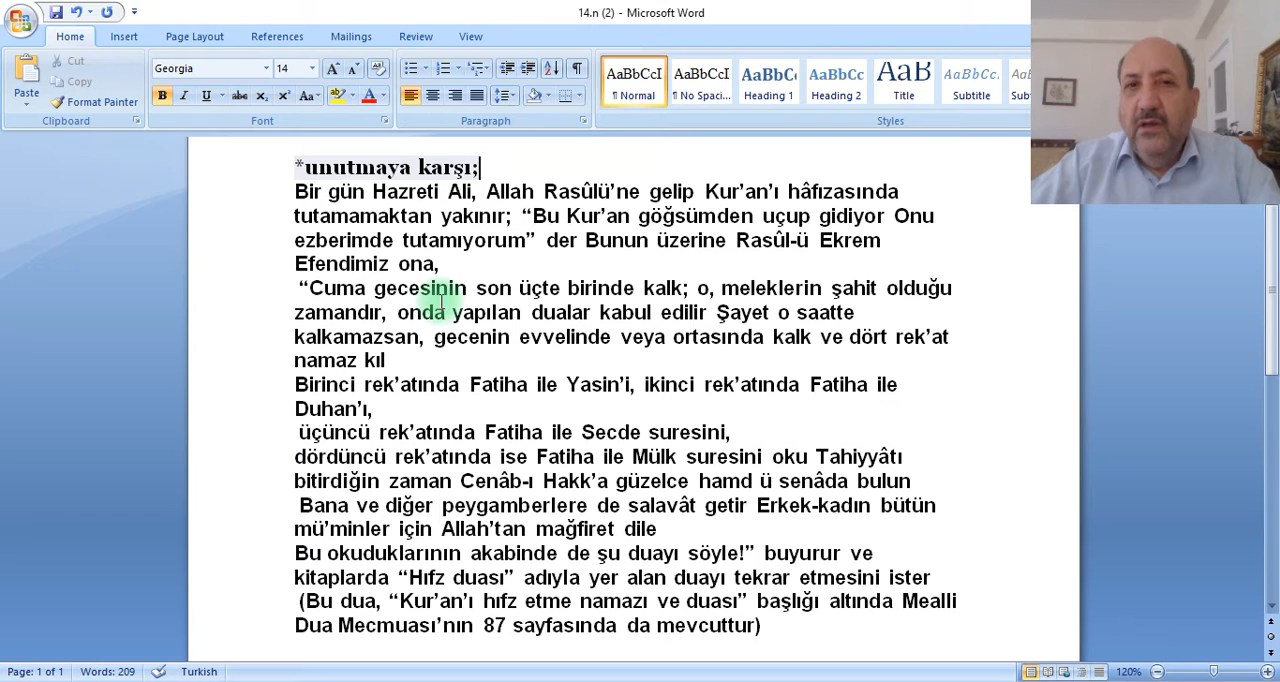 14.n (2) - Microsoft Word
Home Insert Page Layout References Mailings Review View
Paste
Cut
Copy
Format Painter
Clipboard
Georgia 14
B I U abc x₂ x² Aa ab A
Font
Paragraph
AaBbCcI AaBbCcI AaBbCc AaBbCc AaB AaBbCcI
¶ Normal ¶ No Spaci... Heading 1 Heading 2 Title Subtitle Sub
Styles
*unutmaya karşı;
Bir gün Hazreti Ali, Allah Rasûlü’ne gelip Kur’an’ı hâfızasında
tutamamaktan yakınır; “Bu Kur’an göğsümden uçup gidiyor Onu
ezberimde tutamıyorum” der Bunun üzerine Rasûl-ü Ekrem
Efendimiz ona,
“Cuma gecesinin son üçte birinde kalk; o, meleklerin şahit olduğu
zamandır, onda yapılan dualar kabul edilir Şayet o saatte
kalkamazsan, gecenin evvelinde veya ortasında kalk ve dört rek’at
namaz kıl
Birinci rek’atında Fatiha ile Yasin’i, ikinci rek’atında Fatiha ile
Duhan’ı,
üçüncü rek’atında Fatiha ile Secde suresini,
dördüncü rek’atında ise Fatiha ile Mülk suresini oku Tahiyyâtı
bitirdiğin zaman Cenâb-ı Hakk’a güzelce hamd ü senâda bulun
Bana ve diğer peygamberlere de salavât getir Erkek-kadın bütün
mü’minler için Allah’tan mağfiret dile
Bu okuduklarının akabinde de şu duayı söyle!” buyurur ve
kitaplarda “Hıfz duası” adıyla yer alan duayı tekrar etmesini ister
(Bu dua, “Kur’an’ı hıfz etme namazı ve duası” başlığı altında Mealli
Dua Mecmuası’nın 87 sayfasında da mevcuttur)
Page: 1 of 1 Words: 209 Turkish 120%